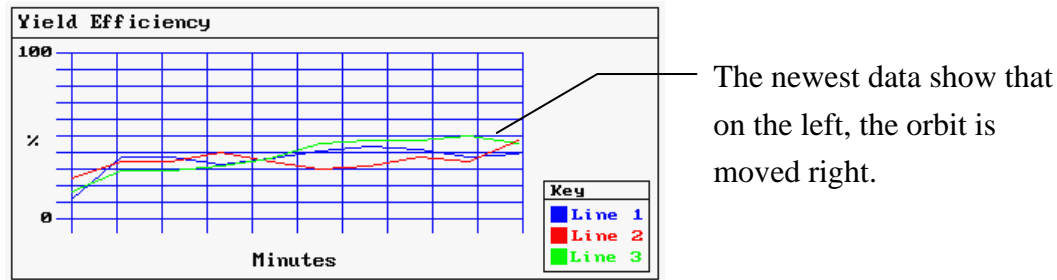 Yield Efficiency
100
%
0
Minutes
Key
Line 1
Line 2
Line 3
The newest data show that
on the left, the orbit is
moved right.